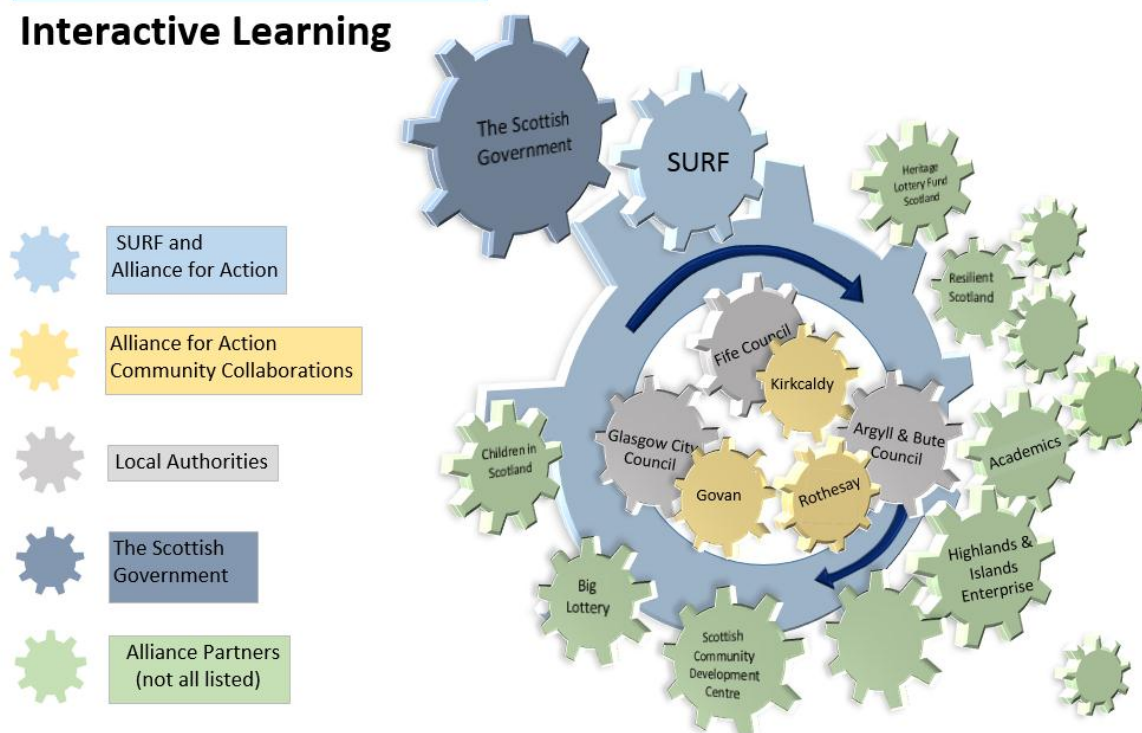 Interactive Learning
The Scottish
Government
SURF
Heritage
Lottery Fund
Scotland
Resilient
Scotland
SURF and
Alliance for Action
Alliance for Action
Community Collaborations
Local Authorities
The Scottish
Government
Alliance Partners
(not all listed)
Fife Council
Kirkcaldy
Glasgow City
Council
Argyll & Bute
Council
Govan
Rothesay
Children in
Scotland
Academics
Highlands &
Islands
Enterprise
Big
Lottery
Scottish
Community
Development
Centre